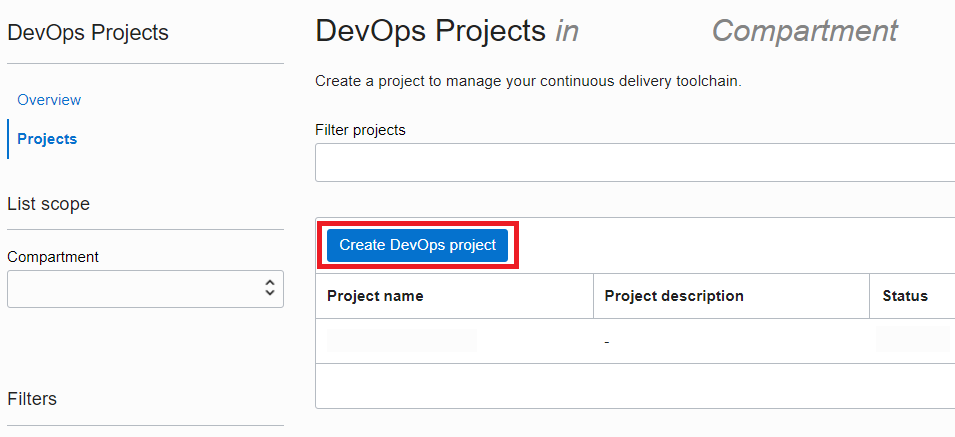 DevOps Projects
Overview
Projects
List scope
Compartment
Filters
DevOps Projects in Compartment
Create a project to manage your continuous delivery toolchain.
Filter projects
Create DevOps project
Project name Project description Status
-